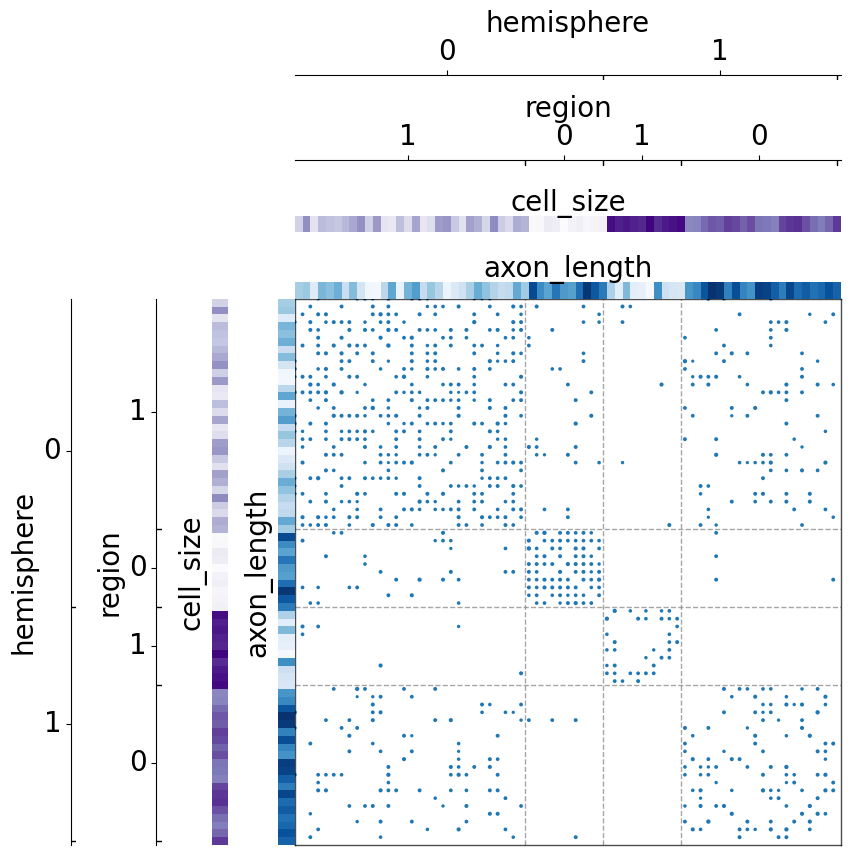 hemisphere
0 1
region
1 0 1 0
cell_size
axon_length
hemisphere
0
1
region
1
0
1
0
cell_size
axon_length